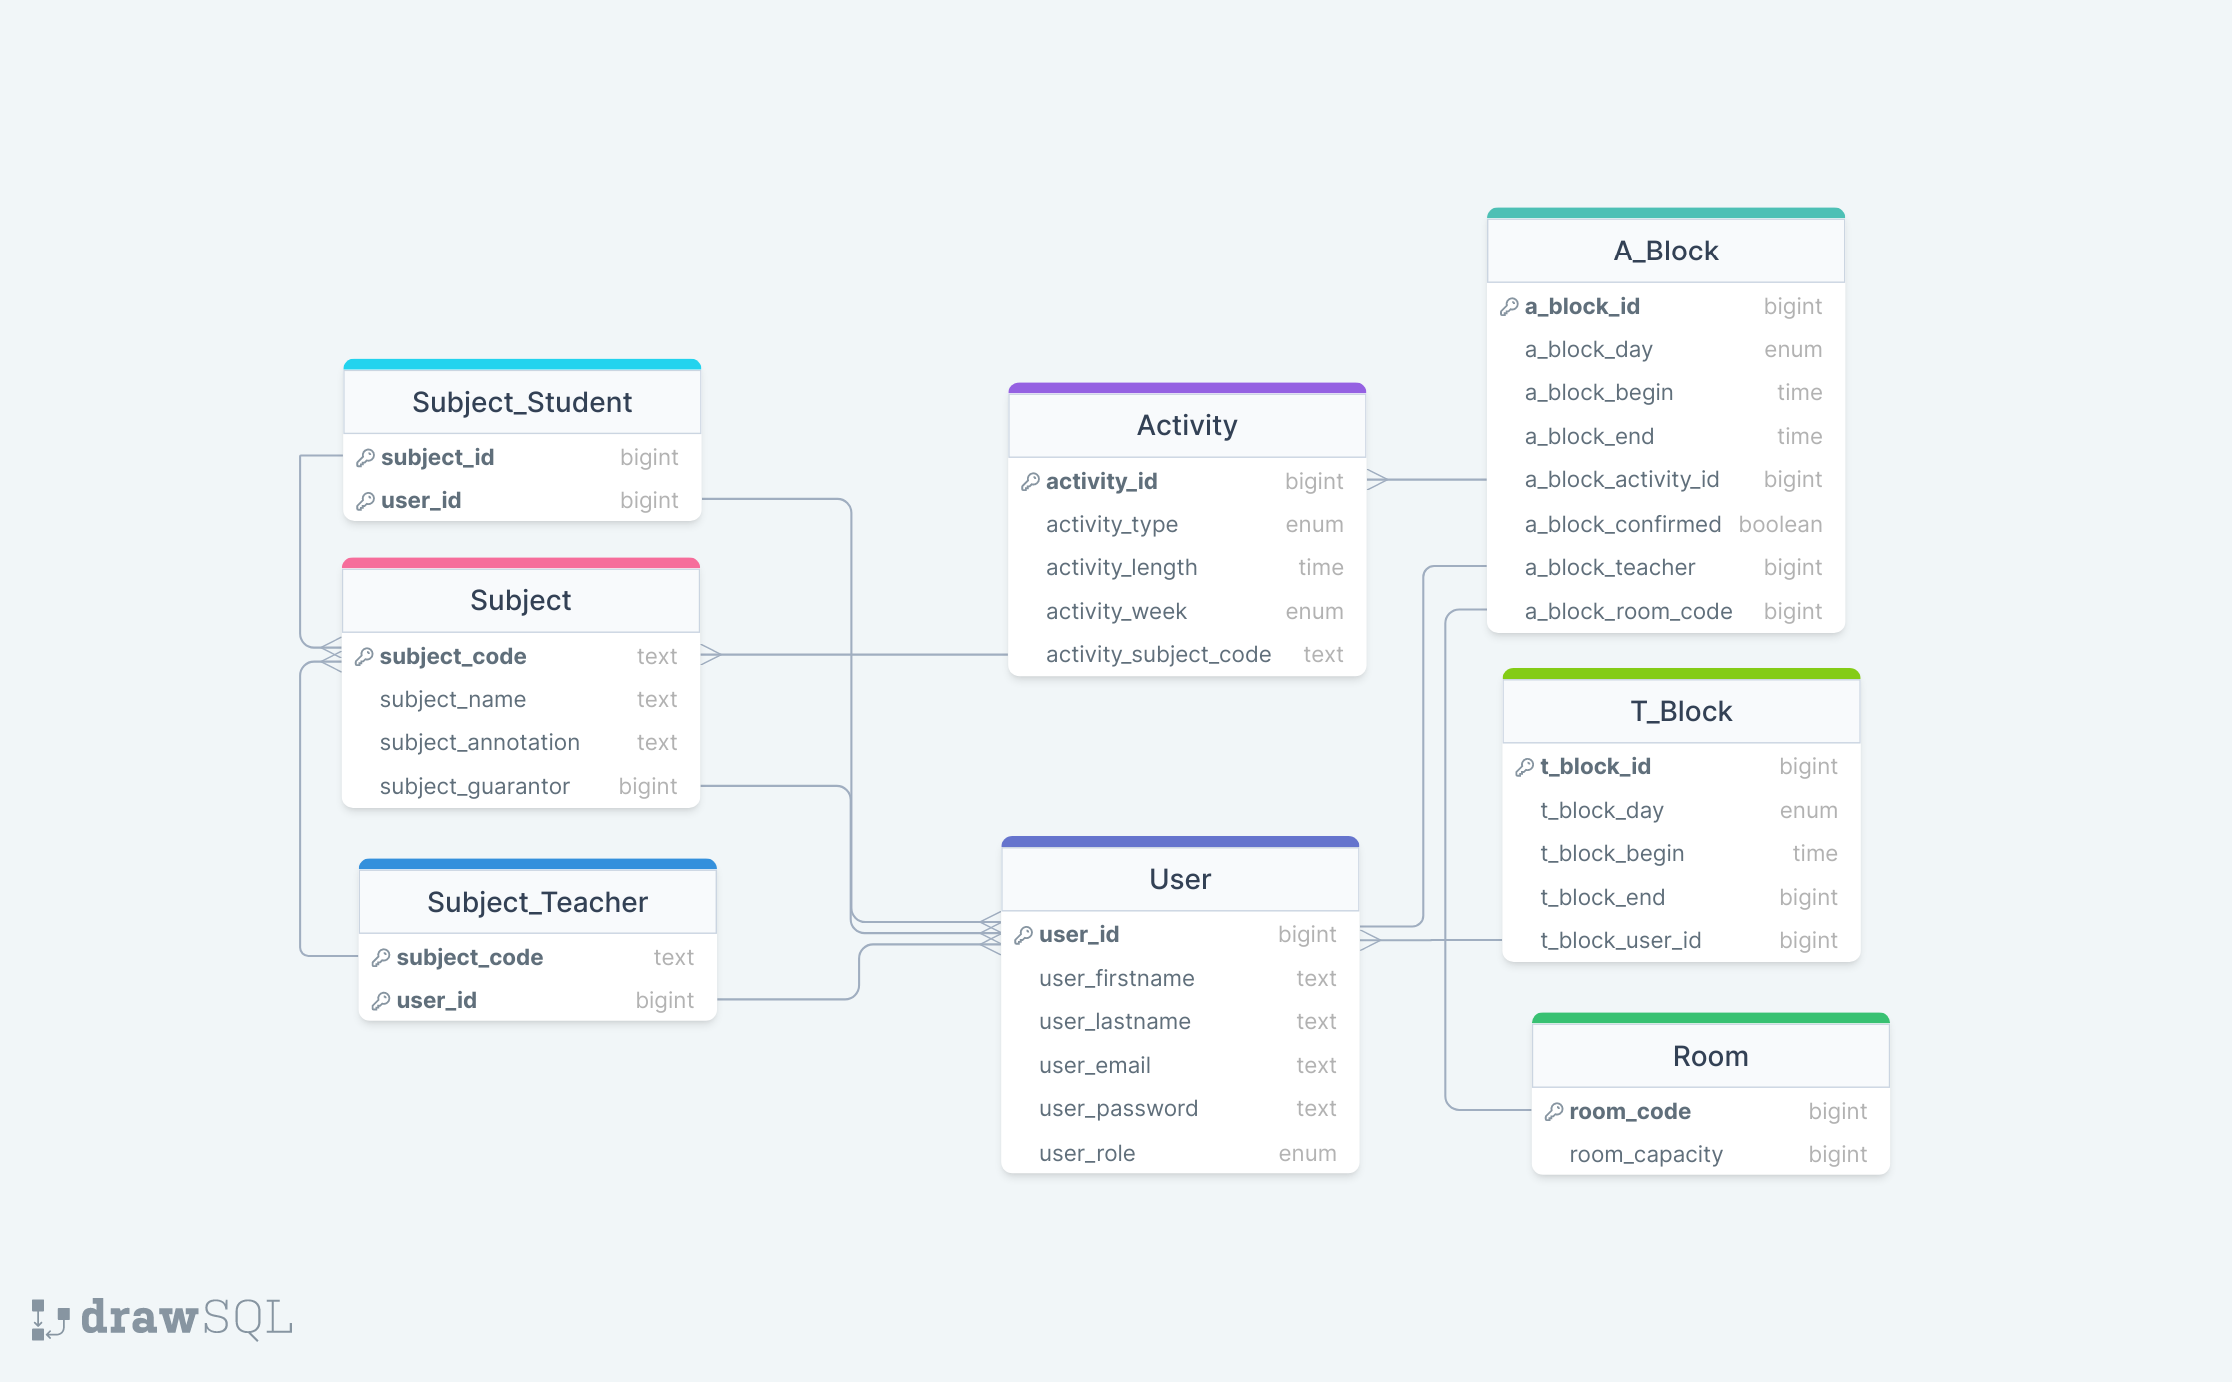 Subject_Student
subject_id bigint
user_id bigint
Subject
subject_code text
subject_name text
subject_annotation text
subject_guarantor bigint
Subject_Teacher
subject_code text
user_id bigint
Activity
activity_id bigint
activity_type enum
activity_length time
activity_week enum
activity_subject_code text
User
user_id bigint
user_firstname text
user_lastname text
user_email text
user_password text
user_role enum
A_Block
a_block_id bigint
a_block_day enum
a_block_begin time
a_block_end time
a_block_activity_id bigint
a_block_confirmed boolean
a_block_teacher bigint
a_block_room_code bigint
T_Block
t_block_id bigint
t_block_day enum
t_block_begin time
t_block_end bigint
t_block_user_id bigint
Room
room_code bigint
room_capacity bigint
drawSQL